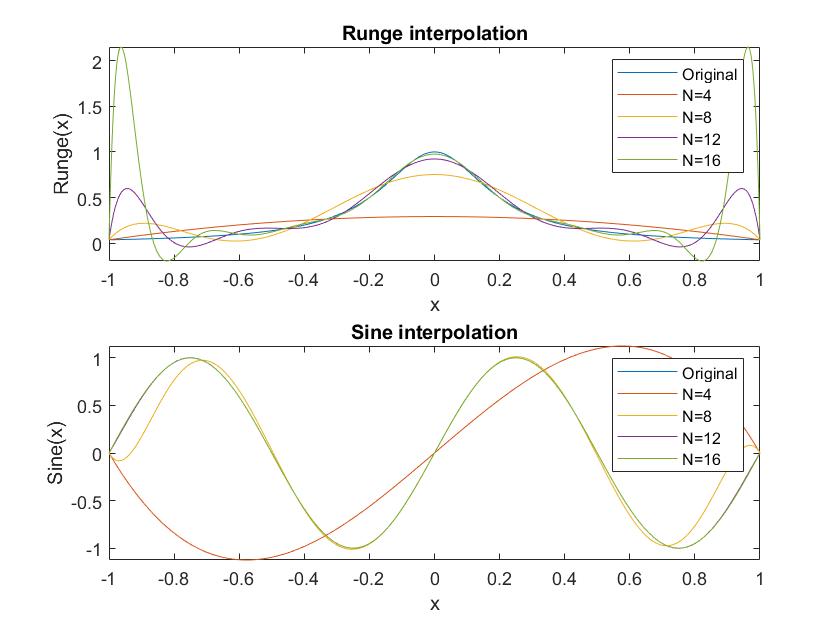 Runge interpolation
Runge(x)
2
1.5
1
0.5
0
Original
N=4
N=8
N=12
N=16
-1 -0.8 -0.6 -0.4 -0.2 0 0.2 0.4 0.6 0.8 1
x
Sine interpolation
Sine(x)
1
0.5
0
-0.5
-1
Original
N=4
N=8
N=12
N=16
-1 -0.8 -0.6 -0.4 -0.2 0 0.2 0.4 0.6 0.8 1
x